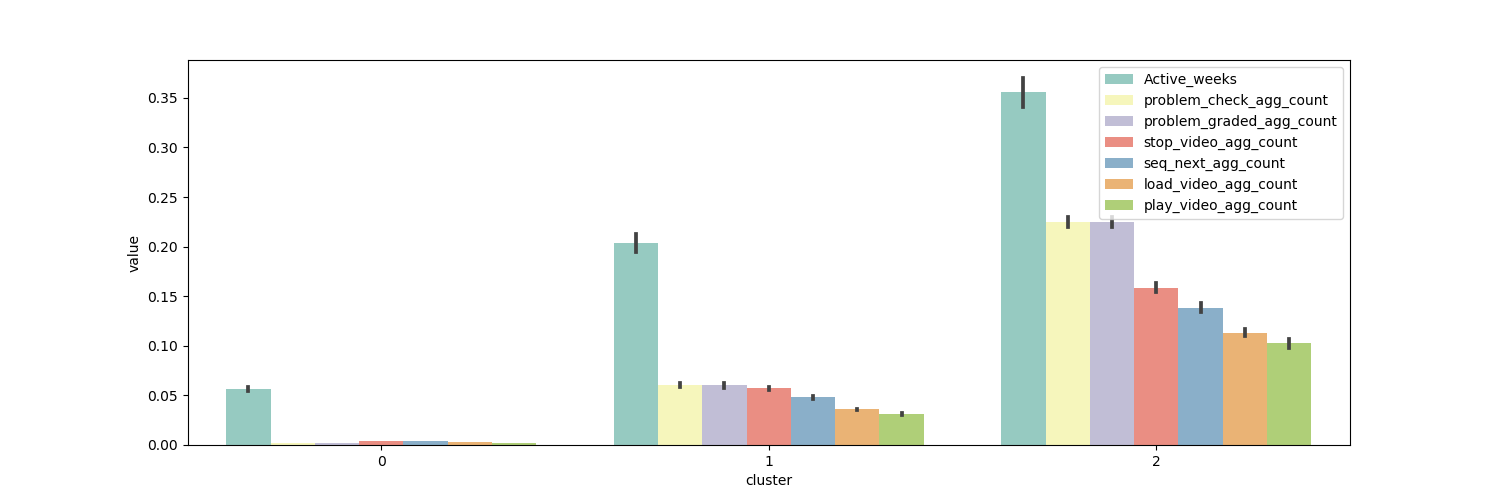 0.35
0.30
0.25
0.20
0.15
0.10
0.05
0.00
value
0
1
2
cluster
Active_weeks
problem_check_agg_count
problem_graded_agg_count
stop_video_agg_count
seq_next_agg_count
load_video_agg_count
play_video_agg_count